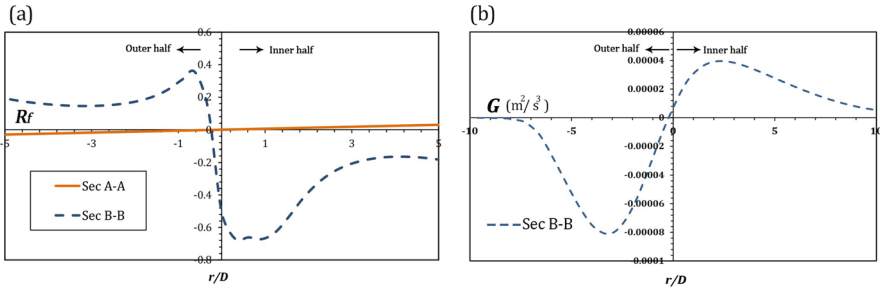 (a)
0.6
Outer half
Inner half
0.4
0.2
Rf
0
-5
-3
-1
1
3
5
-0.2
Sec A-A
-0.4
Sec B-B
-0.6
-0.8
r/D
(b)
0.00006
Outer half
Inner half
0.00004
0.00002
G (m²/s³)
0
-10
-5
0
5
10
-0.00002
-0.00004
-0.00006
Sec B-B
-0.00008
-0.0001
r/D